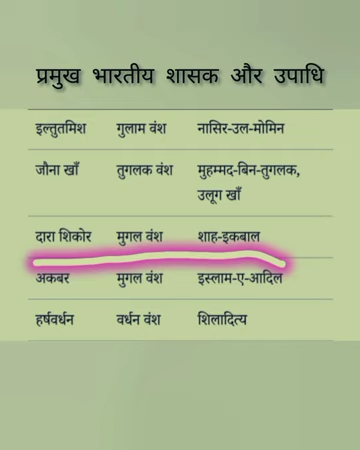 प्रमुख भारतीय शासक और उपाधि
इल्तुतमिश गुलाम वंश नासिर-उल-मोमिन
जौना खाँ तुगलक वंश मुहम्मद-बिन-तुगलक,
उलूग खाँ
दारा शिकोर मुगल वंश शाह-इकबाल
अकबर मुगल वंश इस्लाम-ए-आदिल
हर्षवर्धन वर्धन वंश शिलादित्य